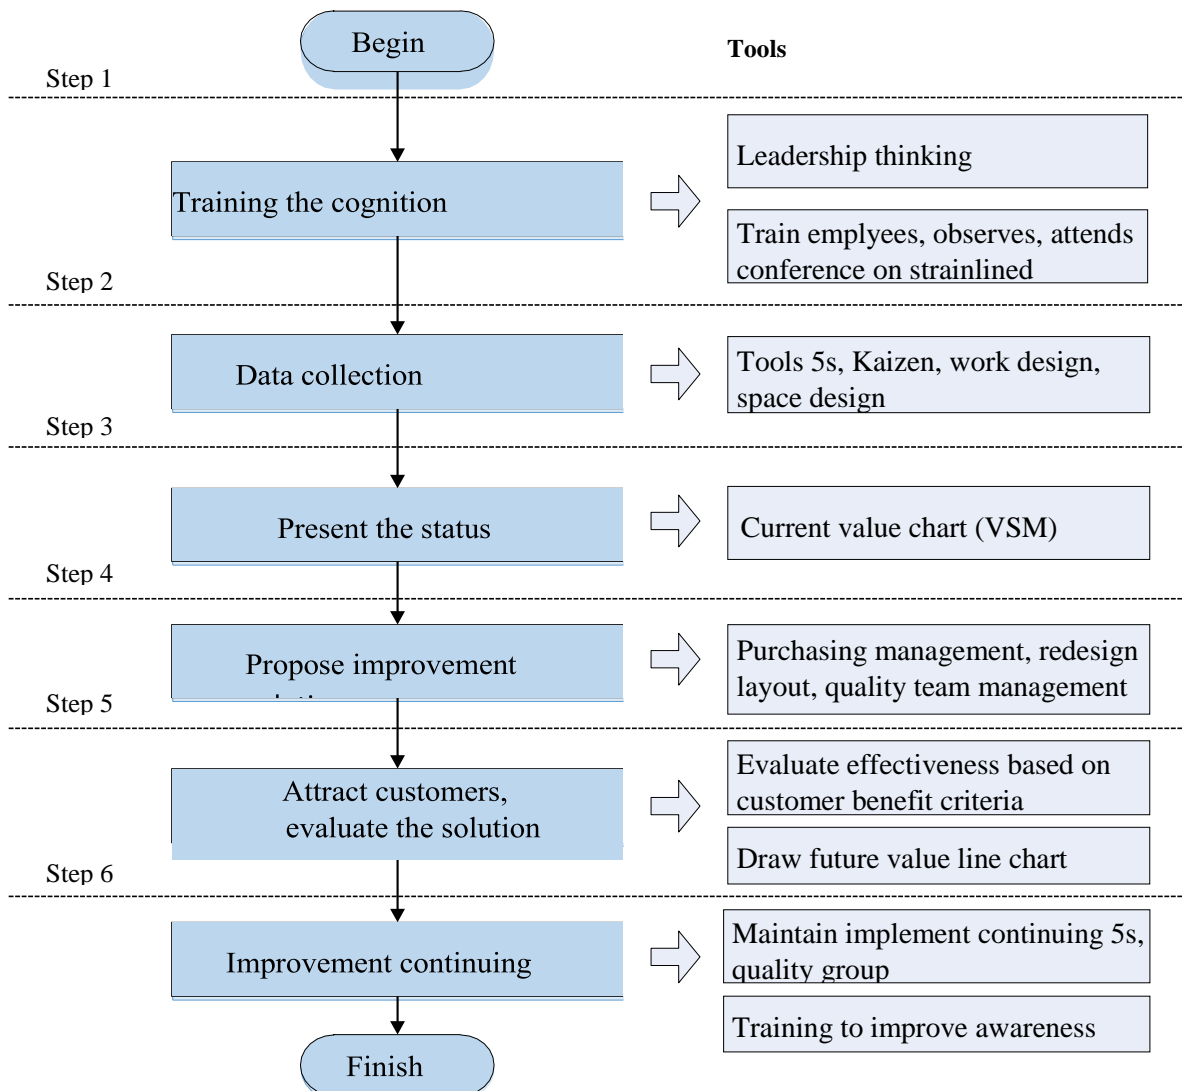 Begin
Tools
Step 1
Leadership thinking
Training the cognition
Train emplyees, observes, attends
conference on strainlined
Step 2
Data collection
Tools 5s, Kaizen, work design,
space design
Step 3
Present the status
Current value chart (VSM)
Step 4
Propose improvement
Purchasing management, redesign
layout, quality team management
Step 5
Attract customers,
evaluate the solution
Evaluate effectiveness based on
customer benefit criteria
Draw future value line chart
Step 6
Improvement continuing
Maintain implement continuing 5s,
quality group
Training to improve awareness
Finish